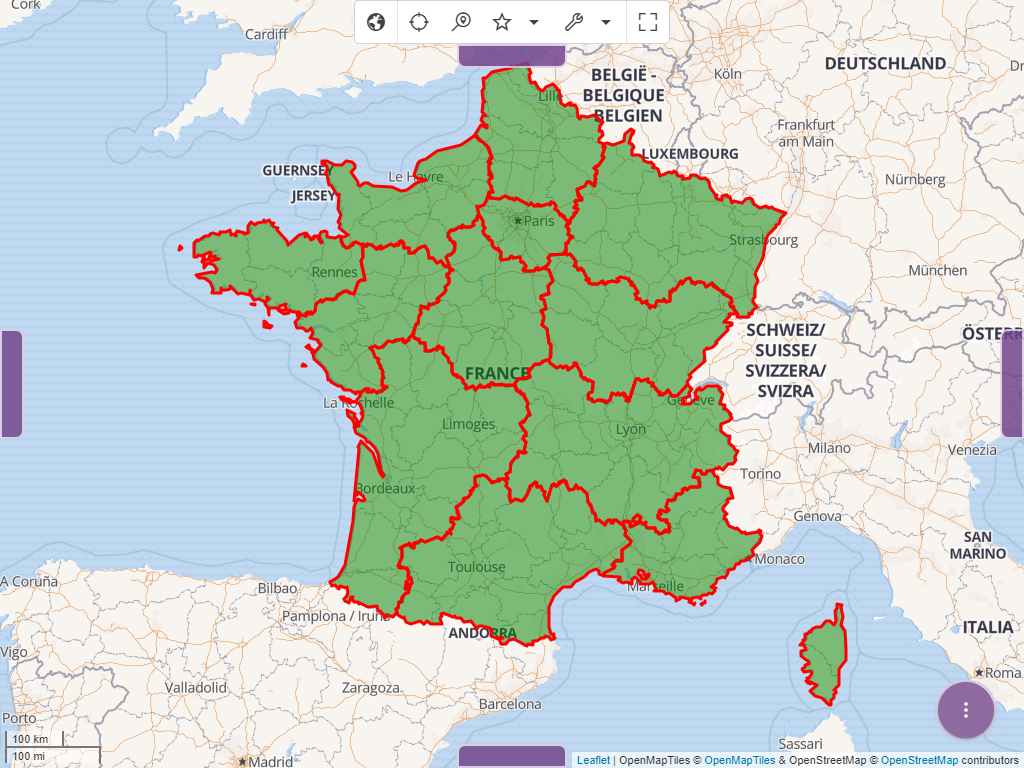 Cork
Cardiff
BELGIË -
BELGIQUE
BELGIEN
Köln
DEUTSCHLAND
Lille
Frankfurt
am Main
LUXEMBOURG
GUERNSEY
Le Havre
JERSEY
Nürnberg
Paris
Strasbourg
Rennes
München
SCHWEIZ/
SUISSE/
SVIZZERA/
SVIZRA
ÖSTERR
FRANCE
La Rochelle
Genève
Limoges
Lyon
Milano
Venezia
Torino
Bordeaux
Genova
SAN
MARINO
Toulouse
Monaco
Marseille
A Coruña
Bilbao
Pamplona / Iruña
ANDORRA
ITALIA
Vigo
Roma
Valladolid
Zaragoza
Barcelona
Porto
100 km
100 mi
Sassari
Madrid
Leaflet | OpenMapTiles © OpenMapTiles & OpenStreetMap © OpenStreetMap contributors